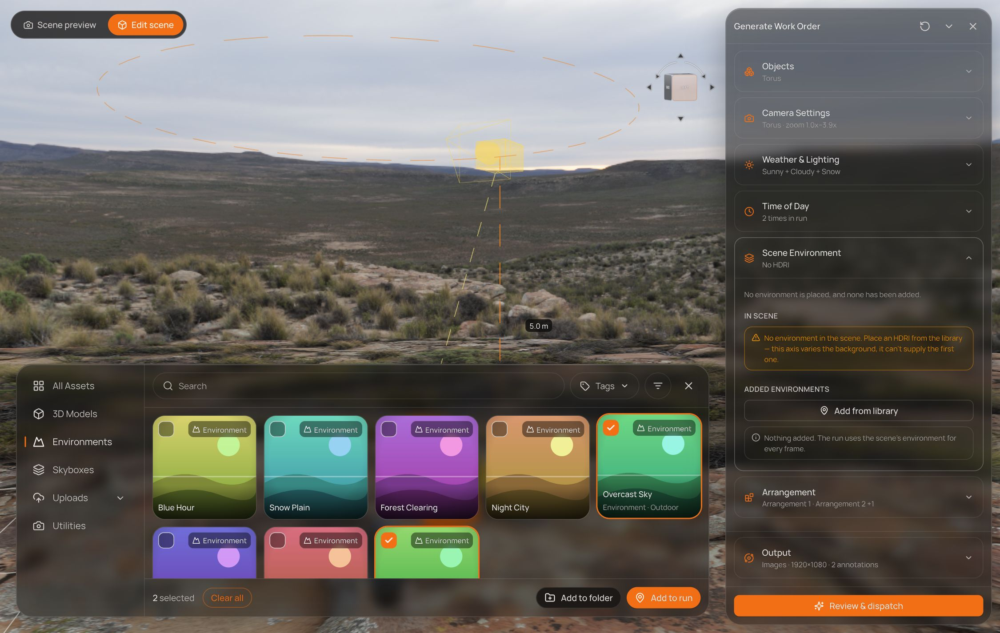 Scene preview
Edit scene
LEFT
5.0 m
All Assets
3D Models
Environments
Skyboxes
Uploads
Utilities
Search
Tags
Environment
Blue Hour
Environment
Snow Plain
Environment
Forest Clearing
Environment
Night City
Environment
Overcast Sky
Environment · Outdoor
Environment
Environment
Environment
2 selected
Clear all
Add to folder
Add to run
Generate Work Order
Objects
Torus
Camera Settings
Torus · zoom 1.0x–3.9x
Weather & Lighting
Sunny + Cloudy + Snow
Time of Day
2 times in run
Scene Environment
No HDRI
No environment is placed, and none has been added.
IN SCENE
No environment in the scene. Place an HDRI from the library
— this axis varies the background, it can't supply the first
one.
ADDED ENVIRONMENTS
Add from library
Nothing added. The run uses the scene's environment for
every frame.
Arrangement
Arrangement 1 · Arrangement 2 +1
Output
Images · 1920×1080 · 2 annotations
Review & dispatch